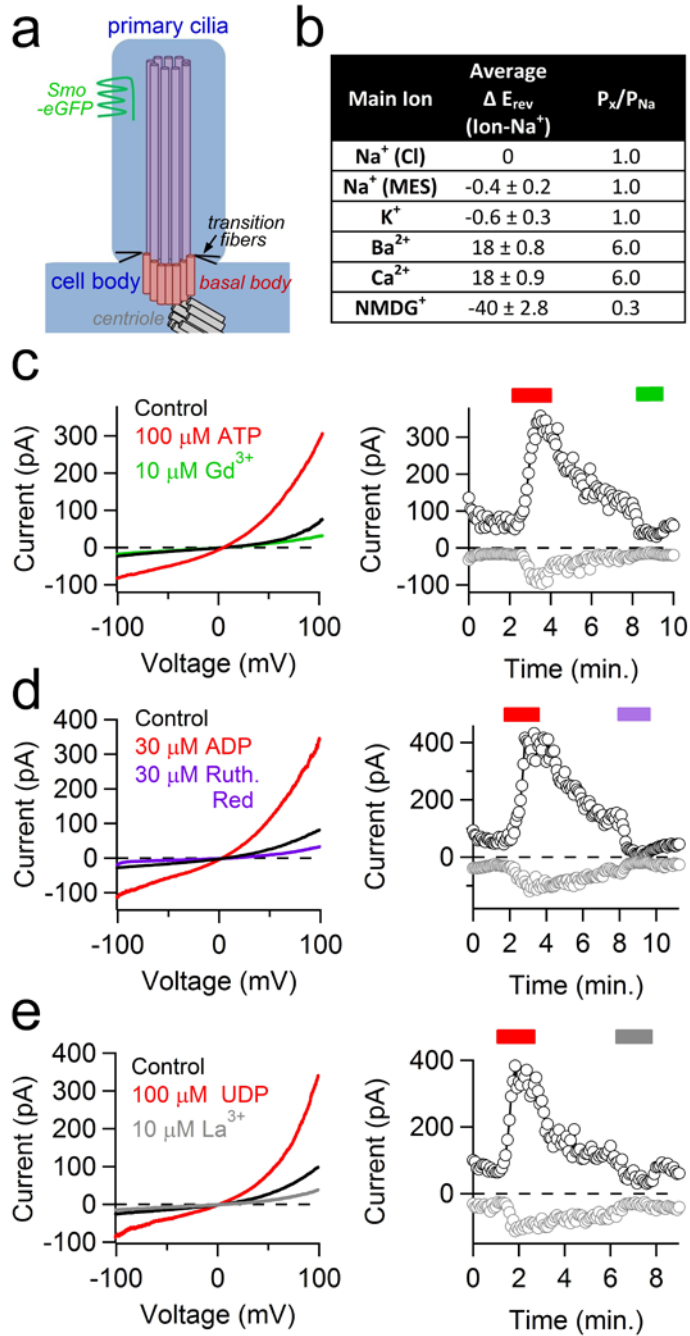 a
primary cilia
Smo
-eGFP
transition
fibers
cell body
basal body
centriole
b
Main Ion Average Δ Erev (Ion-Na+) Px/PNa
Na+ (Cl) 0 1.0
Na+ (MES) -0.4 ± 0.2 1.0
K+ -0.6 ± 0.3 1.0
Ba2+ 18 ± 0.8 6.0
Ca2+ 18 ± 0.9 6.0
NMDG+ -40 ± 2.8 0.3
c
Control
100 μM ATP
10 μM Gd3+
Current (pA)
300
200
100
0
-100
-100 0 100
Voltage (mV)
Current (pA)
300
200
100
0
-100
0 2 4 6 8 10
Time (min.)
d
Control
30 μM ADP
30 μM Ruth.
Red
Current (pA)
400
300
200
100
0
-100
-100 0 100
Voltage (mV)
Current (pA)
400
200
0
0 2 4 6 8 10
Time (min.)
e
Control
100 μM UDP
10 μM La3+
Current (pA)
400
300
200
100
0
-100
-100 0 100
Voltage (mV)
Current (pA)
400
200
0
0 2 4 6 8
Time (min.)